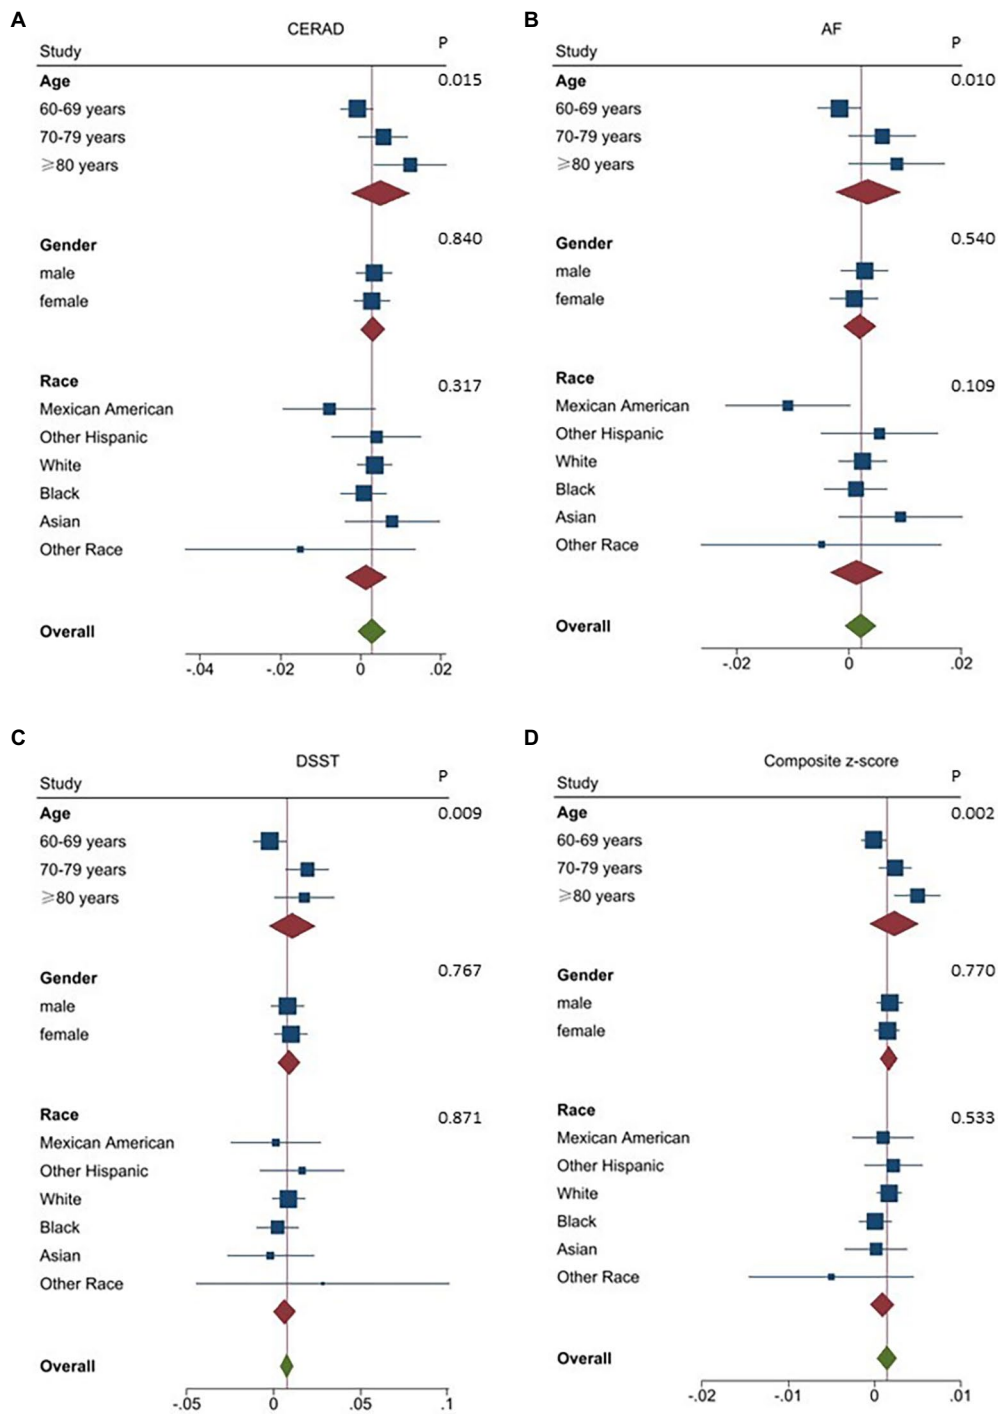 A
CERAD
Study P
Age 0.015
60-69 years
70-79 years
⩾80 years
Gender 0.840
male
female
Race 0.317
Mexican American
Other Hispanic
White
Black
Asian
Other Race
Overall
-.04 -.02 0 .02
B
AF
Study P
Age 0.010
60-69 years
70-79 years
⩾80 years
Gender 0.540
male
female
Race 0.109
Mexican American
Other Hispanic
White
Black
Asian
Other Race
Overall
-.02 0 .02
C
DSST
Study P
Age 0.009
60-69 years
70-79 years
⩾80 years
Gender 0.767
male
female
Race 0.871
Mexican American
Other Hispanic
White
Black
Asian
Other Race
Overall
-.05 0 .05 .1
D
Composite z-score
Study P
Age 0.002
60-69 years
70-79 years
⩾80 years
Gender 0.770
male
female
Race 0.533
Mexican American
Other Hispanic
White
Black
Asian
Other Race
Overall
-.02 -.01 0 .01